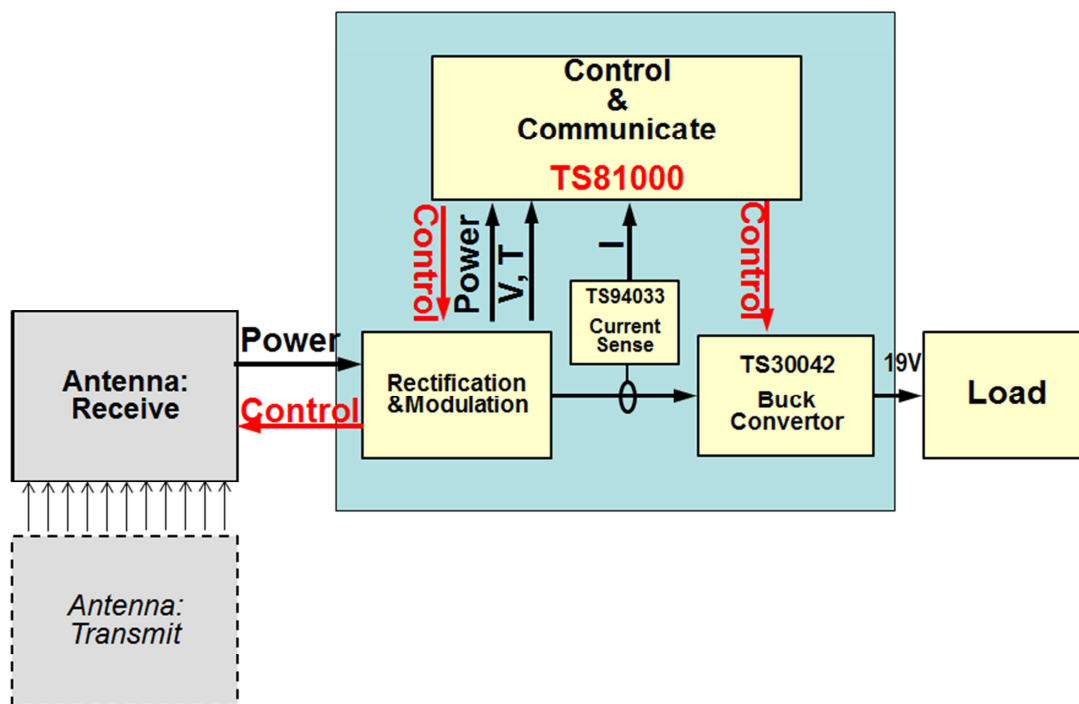 Control
&
Communicate
TS81000
Control
Power
V, T
I
Control
TS94033
Current
Sense
Power
Antenna:
Receive
Control
Rectification
&Modulation
TS30042
Buck
Convertor
19V
Load
Antenna:
Transmit